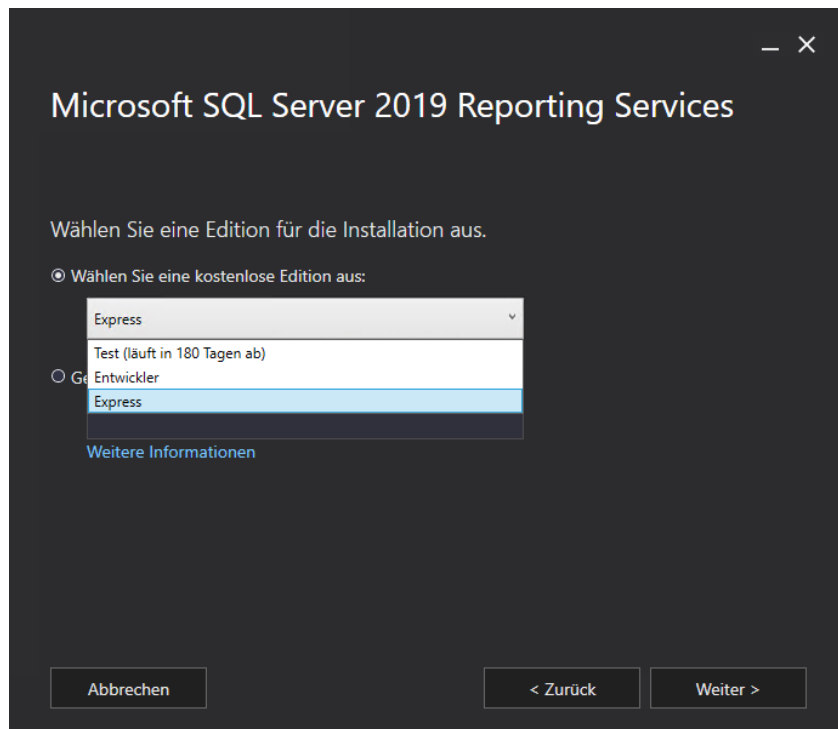 Microsoft SQL Server 2019 Reporting Services
Wählen Sie eine Edition für die Installation aus.
Wählen Sie eine kostenlose Edition aus:
Express
Test (läuft in 180 Tagen ab)
Entwickler
Express
Weitere Informationen
Abbrechen
< Zurück
Weiter >